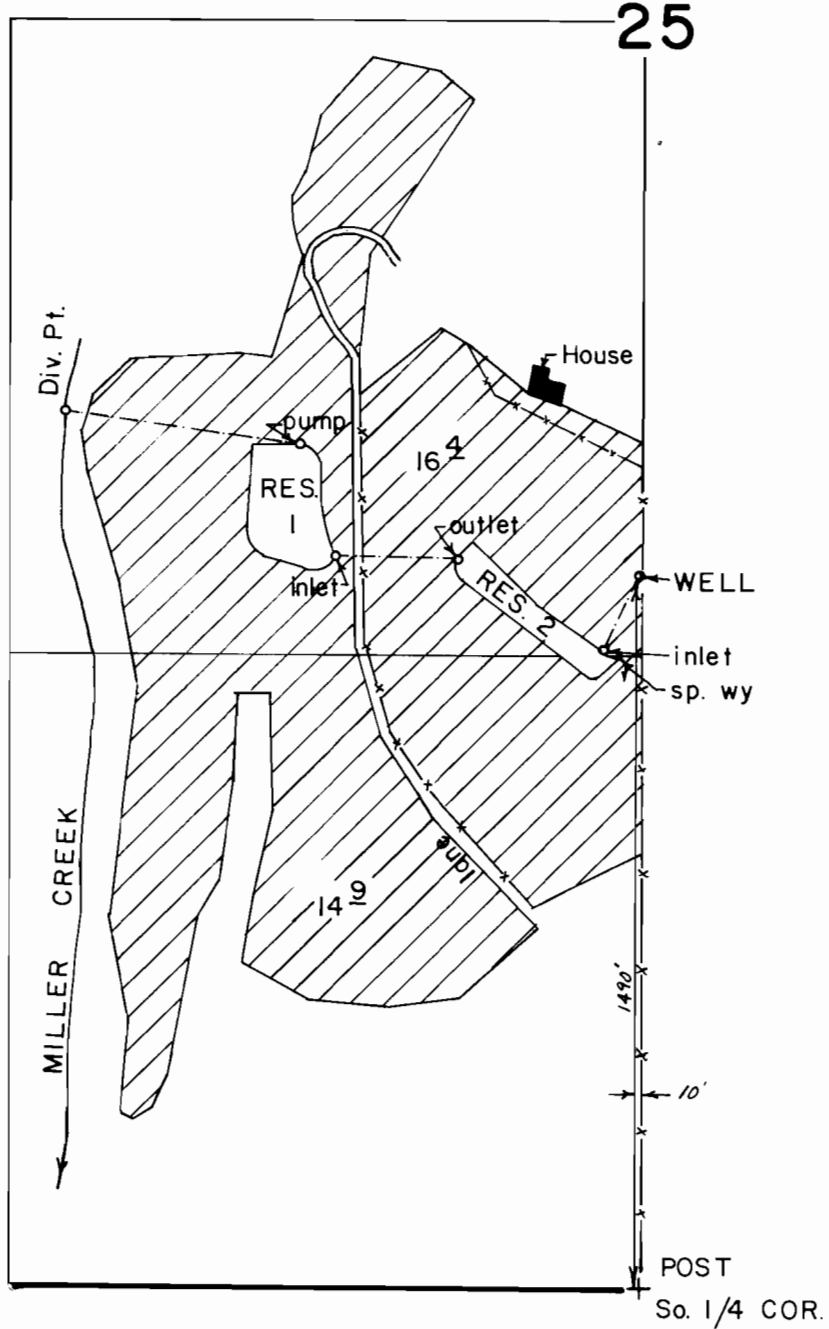 25
Div. Pt.
House
pump
16 4
RES.
1
outlet
inlet
RES. 2
WELL
inlet
sp. wy
MILLER CREEK
lane
14 9
1490'
10'
POST
So. 1/4 COR.